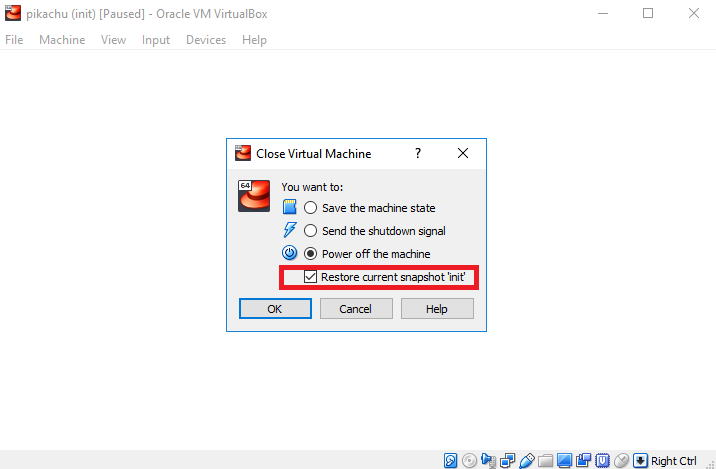 pikachu (init) [Paused] - Oracle VM VirtualBox
File Machine View Input Devices Help
Close Virtual Machine ?
64
You want to:
Save the machine state
Send the shutdown signal
Power off the machine
Restore current snapshot 'init'
OK Cancel Help
Right Ctrl